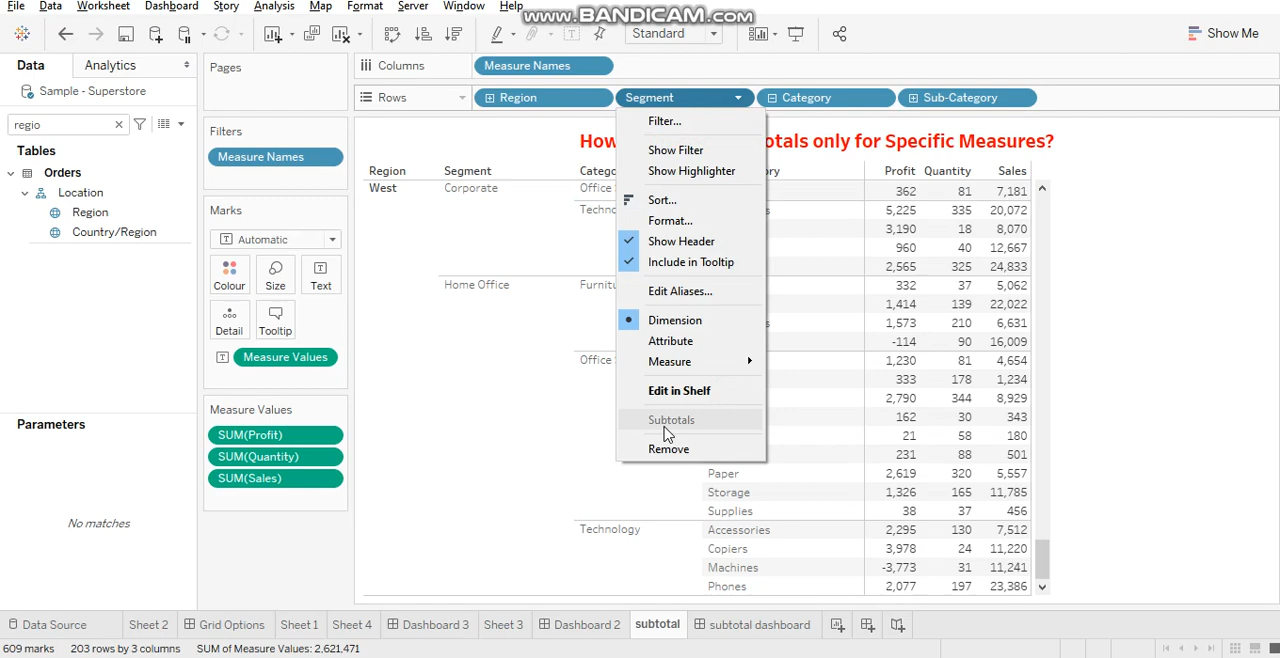 www.BANDICAM.com
File Data Worksheet Dashboard Story Analysis Map Format Server Window Help
Standard
Show Me
Data Analytics
Sample - Superstore
regio
Tables
Orders
Location
Region
Country/Region
Parameters
No matches
Pages
Filters
Measure Names
Marks
Automatic
Colour Size Text
Detail Tooltip
Measure Values
Measure Values
SUM(Profit)
SUM(Quantity)
SUM(Sales)
Columns Measure Names
Rows Region Segment Category Sub-Category
How otals only for Specific Measures?
Filter...
Show Filter
Show Highlighter
Sort...
Format...
Show Header
Include in Tooltip
Edit Aliases...
Dimension
Attribute
Measure
Edit in Shelf
Subtotals
Remove
Region Segment Categ ry Profit Quantity Sales
West Corporate Office 362 81 7,181
Techn s 5,225 335 20,072
3,190 18 8,070
960 40 12,667
2,565 325 24,833
Home Office Furnit 332 37 5,062
1,414 139 22,022
s 1,573 210 6,631
-114 90 16,009
Office 1,230 81 4,654
333 178 1,234
2,790 344 8,929
162 30 343
21 58 180
231 88 501
Paper 2,619 320 5,557
Storage 1,326 165 11,785
Supplies 38 37 456
Technology Accessories 2,295 130 7,512
Copiers 3,978 24 11,220
Machines -3,773 31 11,241
Phones 2,077 197 23,386
Data Source Sheet 2 Grid Options Sheet 1 Sheet 4 Dashboard 3 Sheet 3 Dashboard 2 subtotal subtotal dashboard
609 marks 203 rows by 3 columns SUM of Measure Values: 2,621,471